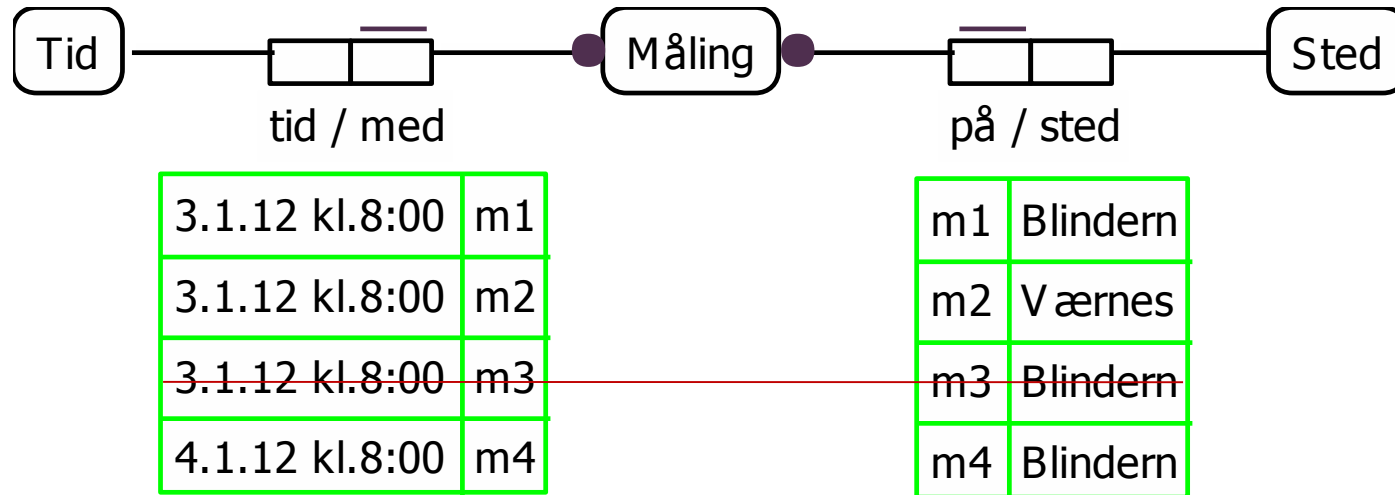 Tid Måling Sted
tid / med på / sted
3.1.12 kl.8:00 m1 m1 Blindern
3.1.12 kl.8:00 m2 m2 Værnes
3.1.12 kl.8:00 m3 m3 Blindern
4.1.12 kl.8:00 m4 m4 Blindern